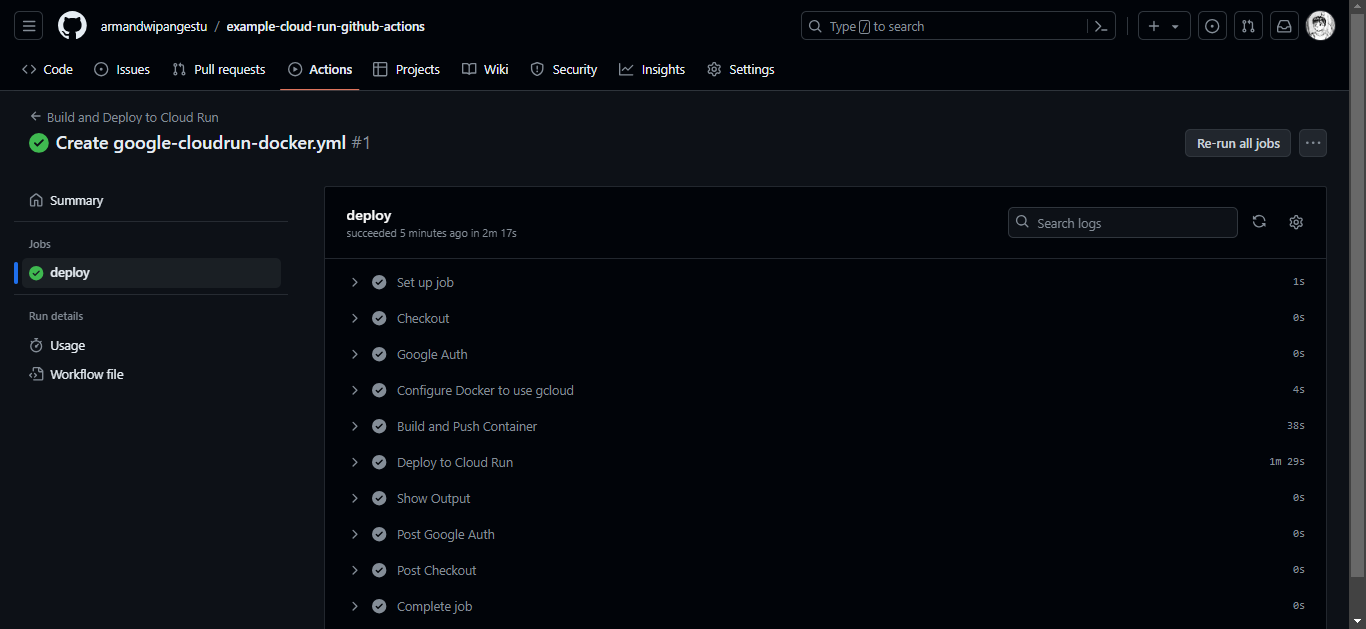 armandwipangestu / example-cloud-run-github-actions
Type / to search
Code Issues Pull requests Actions Projects Wiki Security Insights Settings
Build and Deploy to Cloud Run
Create google-cloudrun-docker.yml #1
Re-run all jobs
Summary
Jobs
deploy
Run details
Usage
Workflow file
deploy
succeeded 5 minutes ago in 2m 17s
Search logs
Set up job 1s
Checkout 0s
Google Auth 0s
Configure Docker to use gcloud 4s
Build and Push Container 38s
Deploy to Cloud Run 1m 29s
Show Output 0s
Post Google Auth 0s
Post Checkout 0s
Complete job 0s